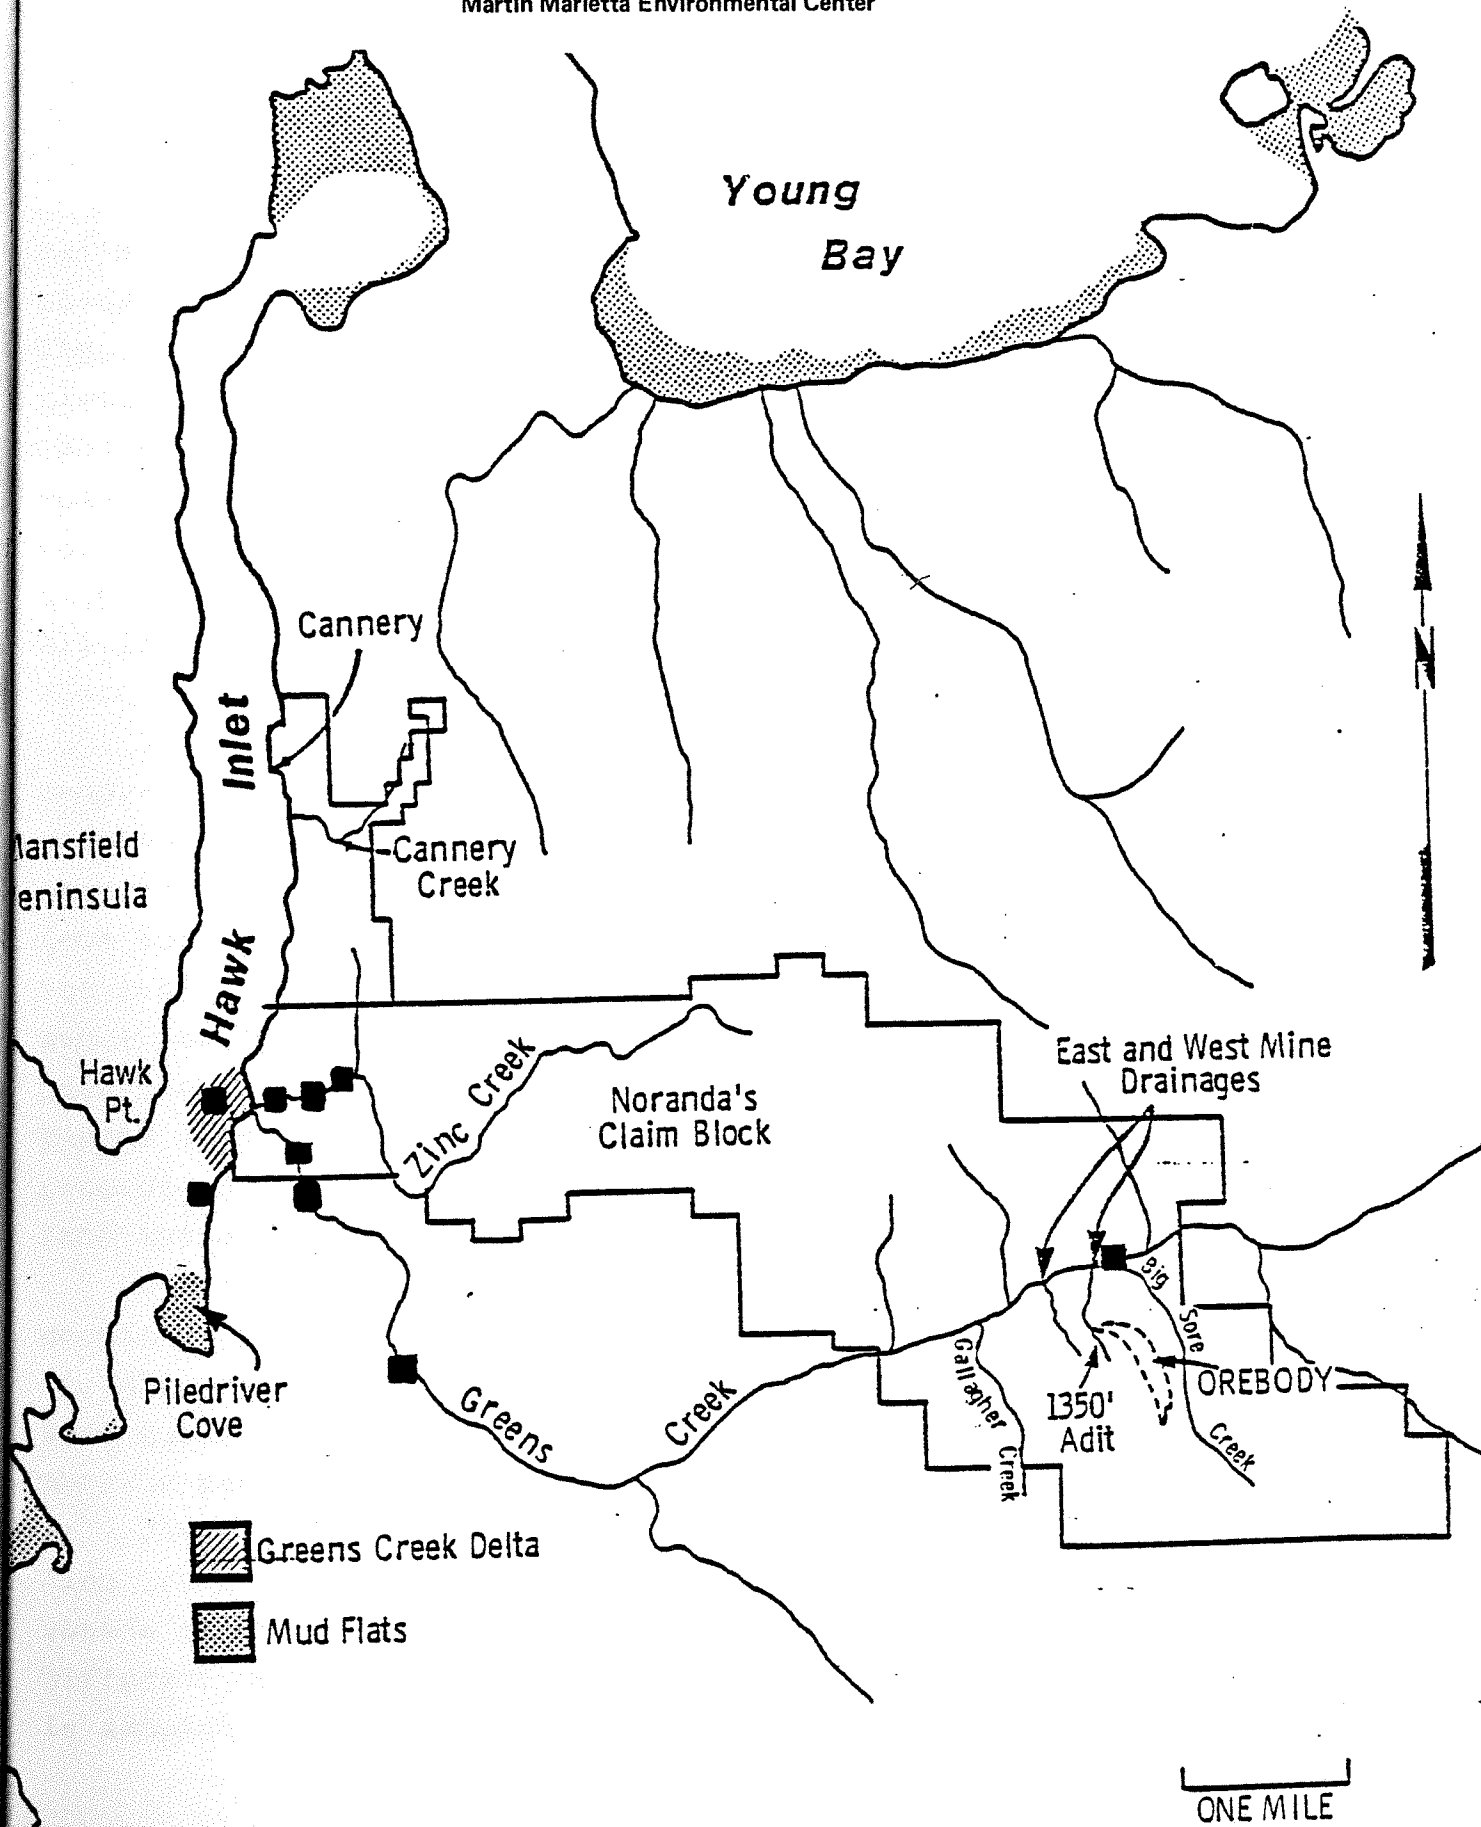 Martin Marietta Environmental Center
Young
Bay
Cannery
Hawk Inlet
Mansfield
eninsula
Cannery
Creek
Hawk
Pt.
Zinc Creek
Noranda's
Claim Block
East and West Mine
Drainages
Big Sore Creek
Gallagher Creek
1350'
Adit
OREBODY
Piledriver
Cove
Greens Creek
Greens Creek Delta
Mud Flats
N
ONE MILE